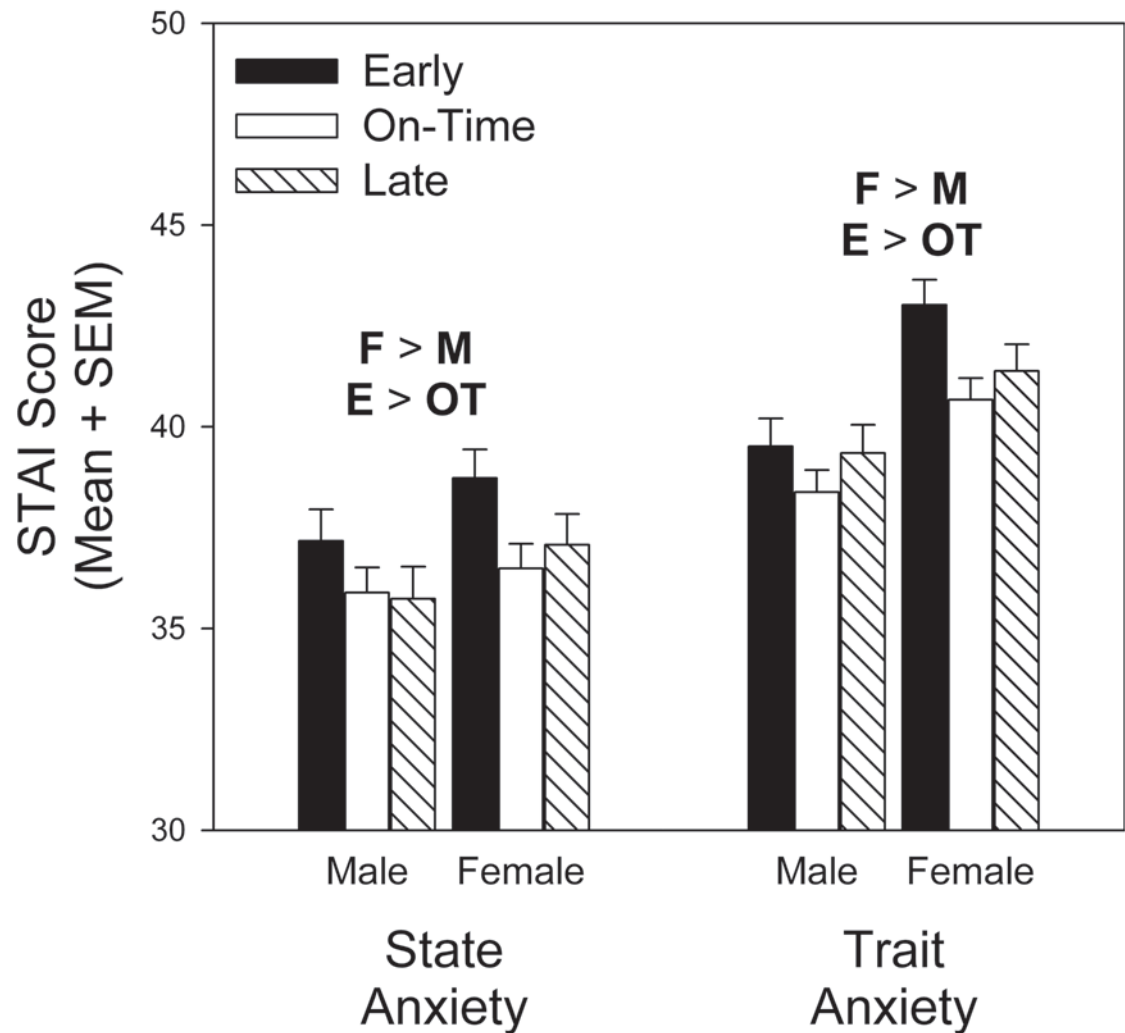 50
45
40
35
30
STAI Score
(Mean + SEM)
Early
On-Time
Late
F > M
E > OT
F > M
E > OT
Male Female Male Female
State
Anxiety
Trait
Anxiety